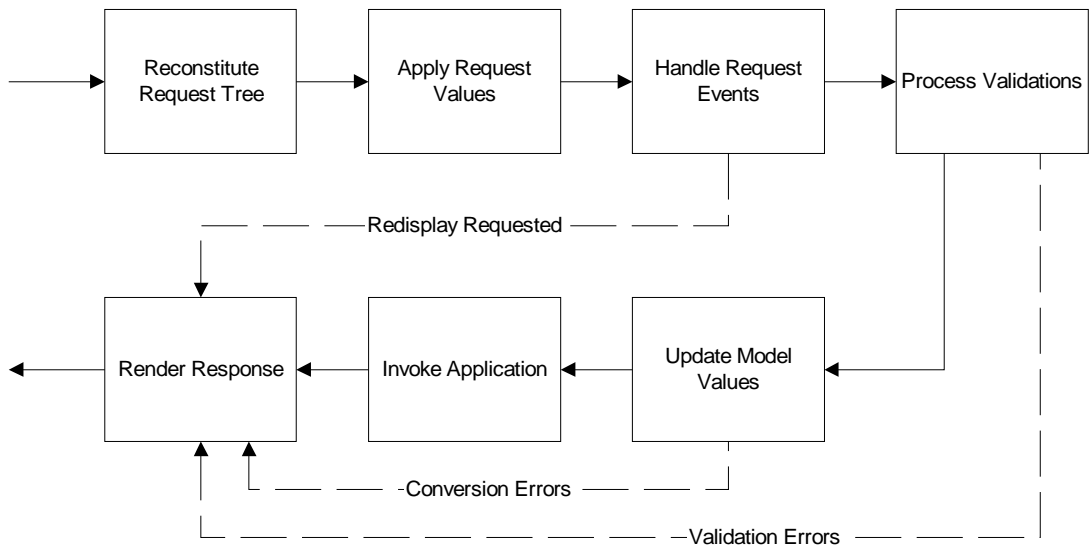 Reconstitute
Request Tree
Apply Request
Values
Handle Request
Events
Process Validations
Redisplay Requested
Render Response
Invoke Application
Update Model
Values
Conversion Errors
Validation Errors